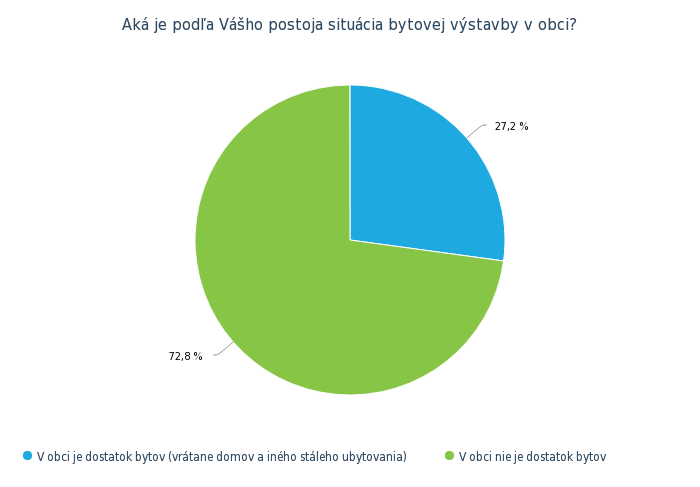 Aká je podľa Vášho postoja situácia bytovej výstavby v obci?
27,2 %
72,8 %
V obci je dostatok bytov (vrátane domov a iného stáleho ubytovania)
V obci nie je dostatok bytov